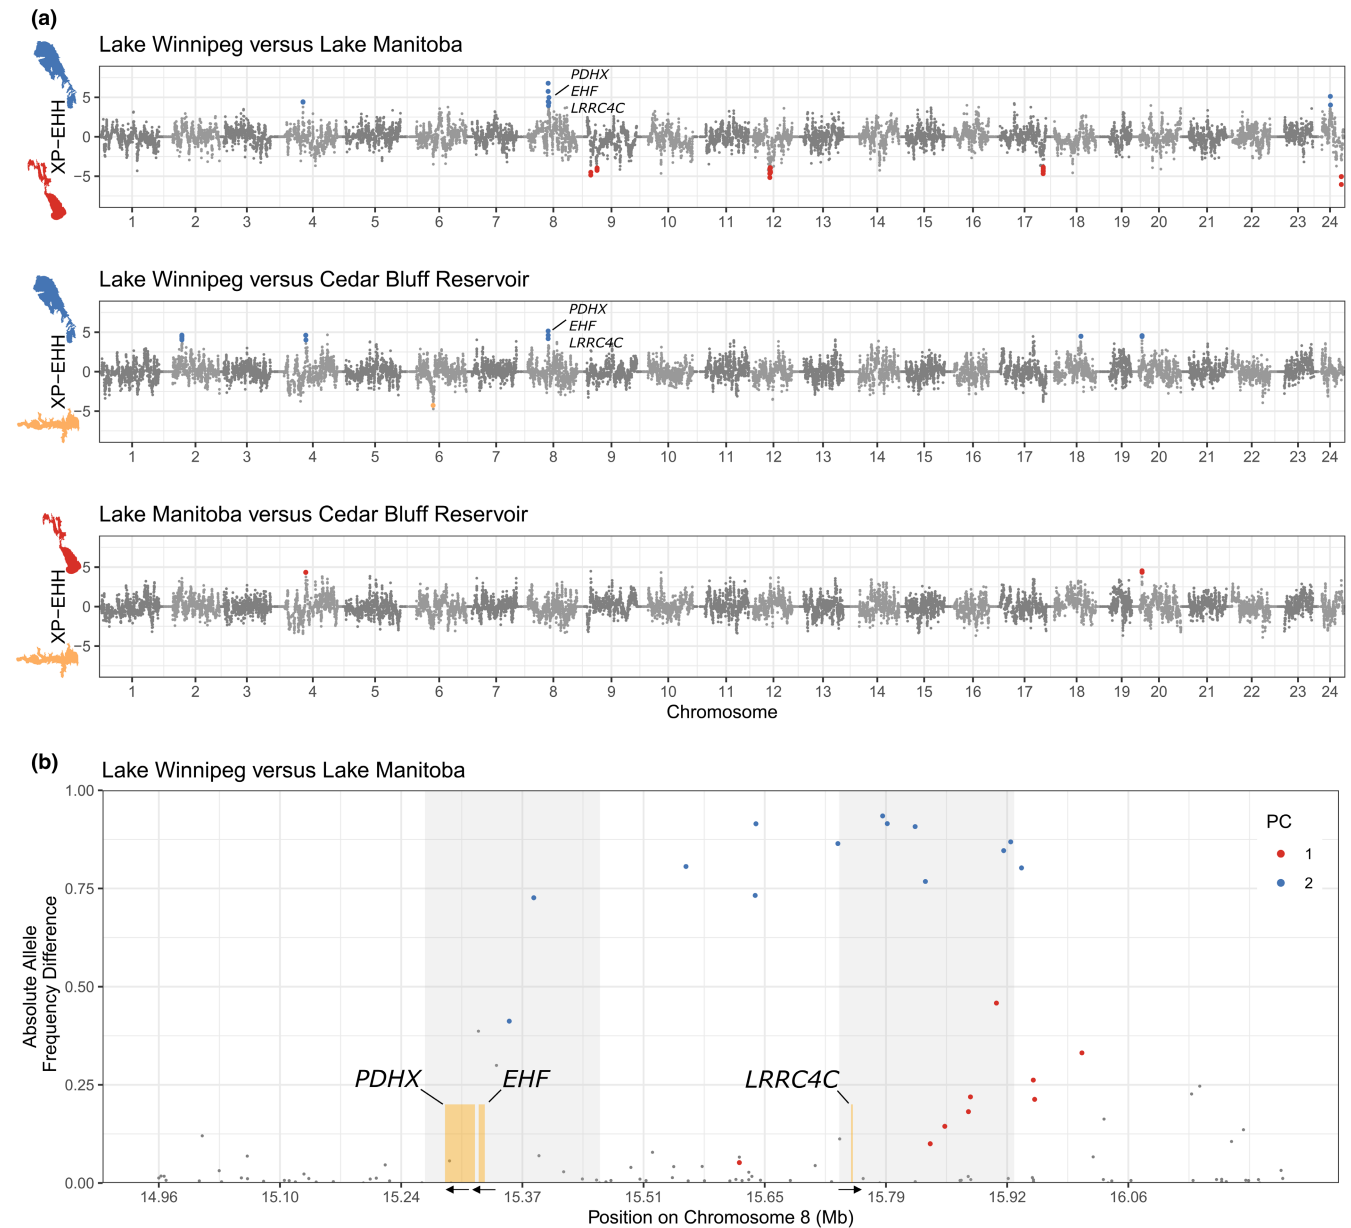 (a)
Lake Winnipeg versus Lake Manitoba
XP−EHH
5
0
−5
PDHX
EHF
LRRC4C
1 2 3 4 5 6 7 8 9 10 11 12 13 14 15 16 17 18 19 20 21 22 23 24
Lake Winnipeg versus Cedar Bluff Reservoir
XP−EHH
5
0
−5
PDHX
EHF
LRRC4C
1 2 3 4 5 6 7 8 9 10 11 12 13 14 15 16 17 18 19 20 21 22 23 24
Lake Manitoba versus Cedar Bluff Reservoir
XP−EHH
5
0
−5
1 2 3 4 5 6 7 8 9 10 11 12 13 14 15 16 17 18 19 20 21 22 23 24
Chromosome
(b)
Lake Winnipeg versus Lake Manitoba
Absolute Allele
Frequency Difference
1.00
0.75
0.50
0.25
0.00
PC
1
2
PDHX EHF LRRC4C
14.96 15.10 15.24 15.37 15.51 15.65 15.79 15.92 16.06
Position on Chromosome 8 (Mb)